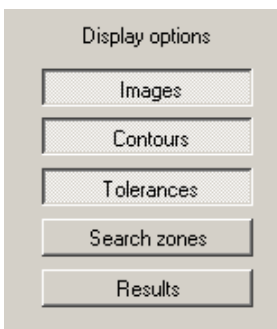 Display options
Images
Contours
Tolerances
Search zones
Results